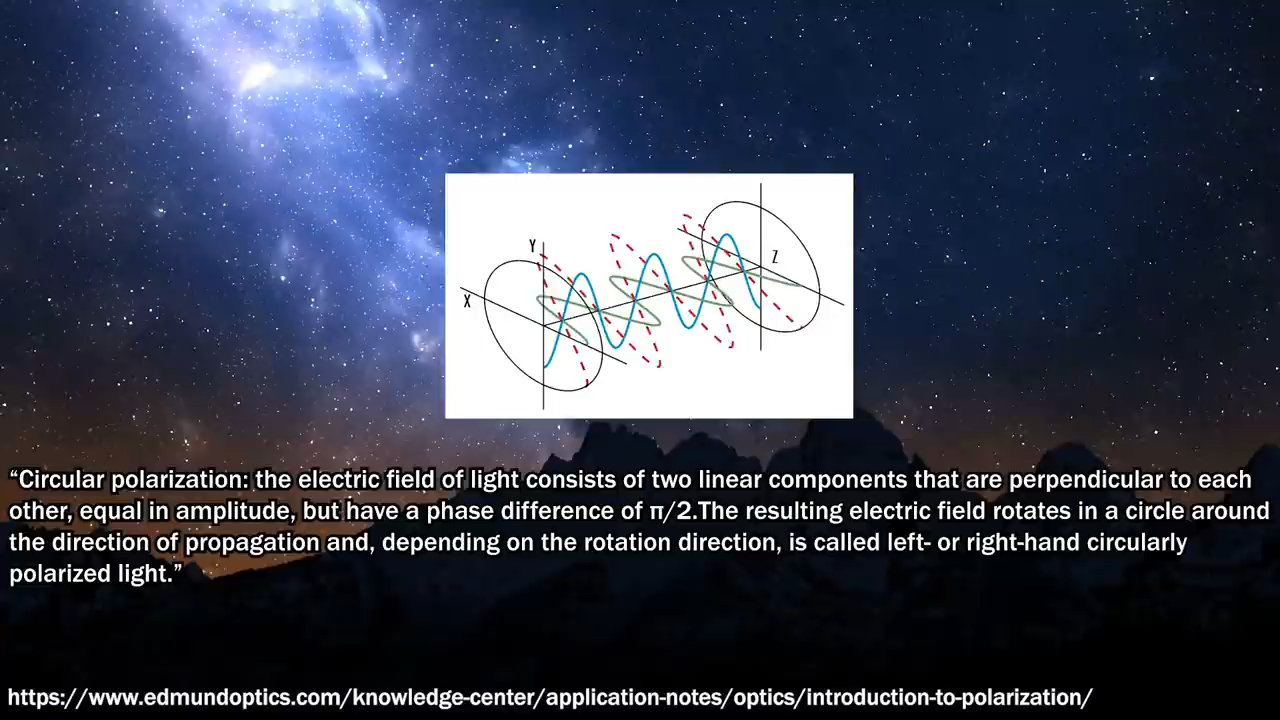 Y
Z
X
“Circular polarization: the electric field of light consists of two linear components that are perpendicular to each
other, equal in amplitude, but have a phase difference of π/2.The resulting electric field rotates in a circle around
the direction of propagation and, depending on the rotation direction, is called left- or right-hand circularly
polarized light.”
https://www.edmundoptics.com/knowledge-center/application-notes/optics/introduction-to-polarization/